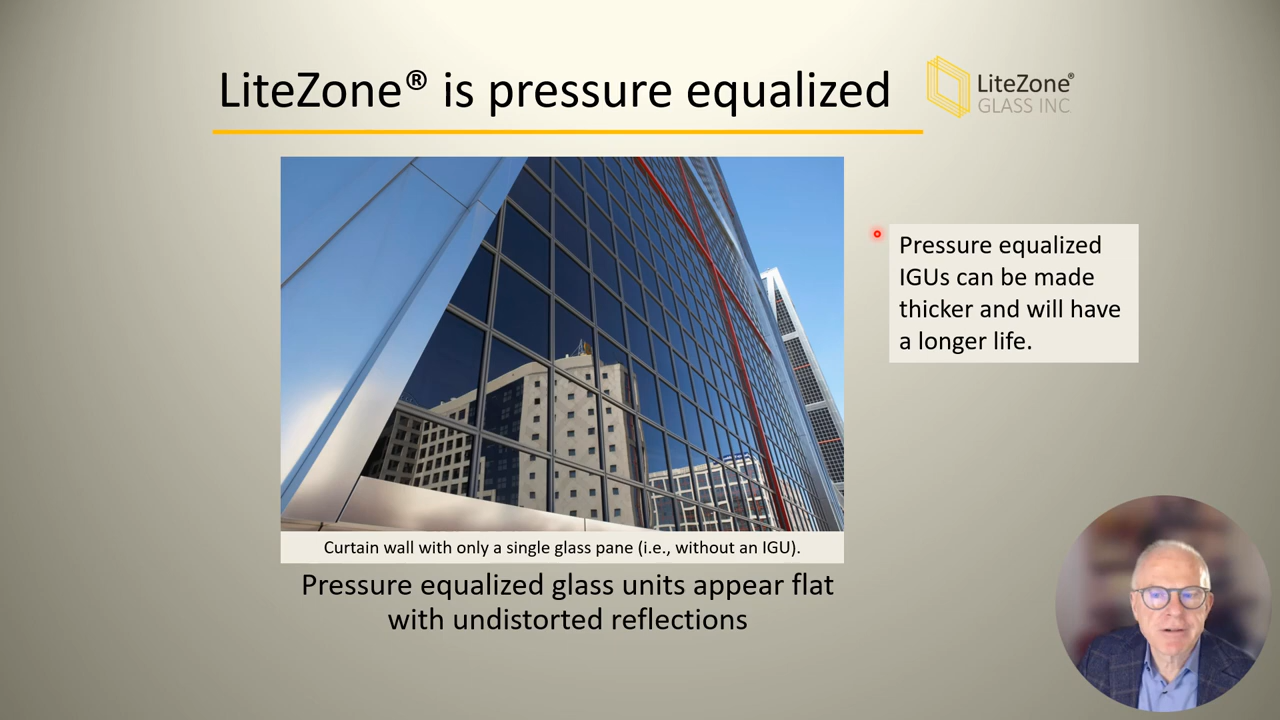 LiteZone® is pressure equalized
LiteZone®
GLASS INC
Pressure equalized
IGUs can be made
thicker and will have
a longer life.
Curtain wall with only a single glass pane (i.e., without an IGU).
Pressure equalized glass units appear flat
with undistorted reflections